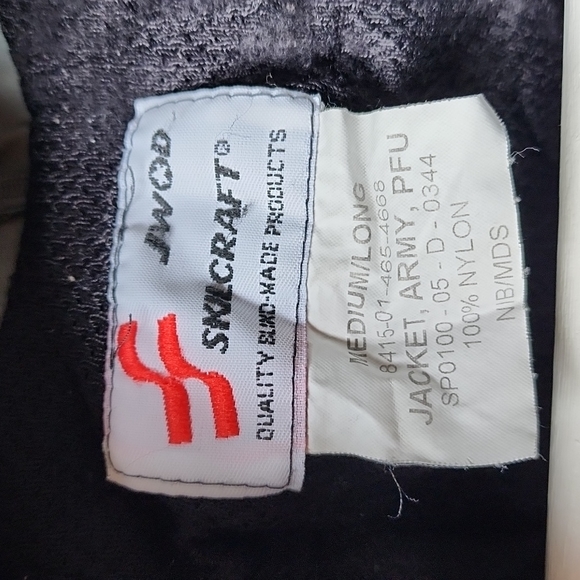 JWOD
SKILCRAFT®
QUALITY BLIND-MADE PRODUCTS
MEDIUM/LONG
8415-01-465-4668
JACKET, ARMY, PFU
SP0100-05-D-0344
100% NYLON
NIB/MDS